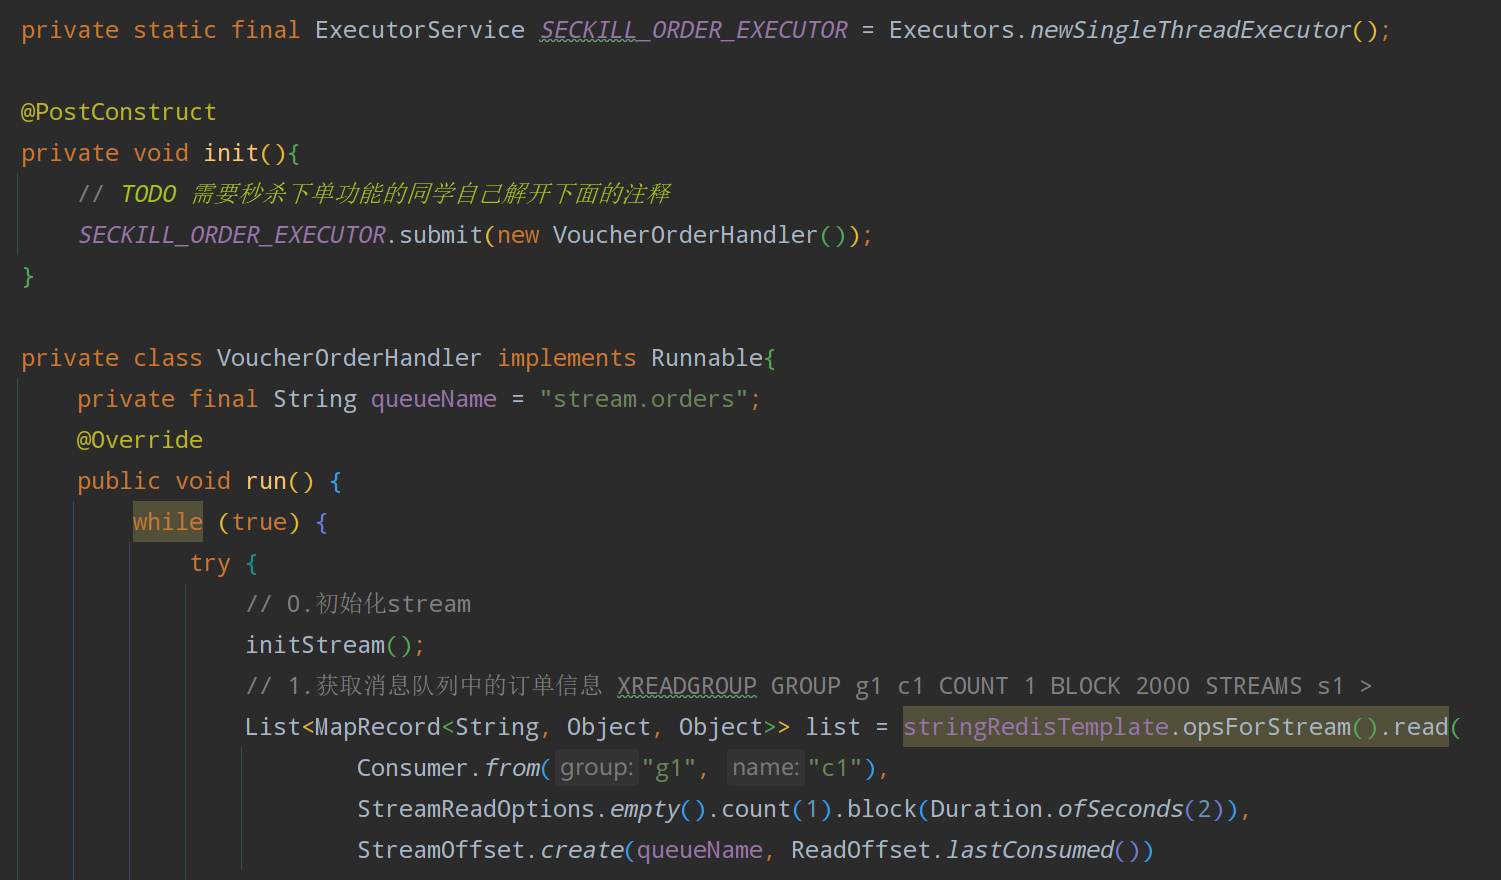 private static final ExecutorService SECKILL_ORDER_EXECUTOR = Executors.newSingleThreadExecutor();
@PostConstruct
private void init(){
// TODO 需要秒杀下单功能的同学自己解开下面的注释
SECKILL_ORDER_EXECUTOR.submit(new VoucherOrderHandler());
}
private class VoucherOrderHandler implements Runnable{
private final String queueName = "stream.orders";
@Override
public void run() {
while (true) {
try {
// 0.初始化stream
initStream();
// 1.获取消息队列中的订单信息 XREADGROUP GROUP g1 c1 COUNT 1 BLOCK 2000 STREAMS s1 >
List<MapRecord<String, Object, Object>> list = stringRedisTemplate.opsForStream().read(
Consumer.from( group: "g1", name: "c1"),
StreamReadOptions.empty().count(1).block(Duration.ofSeconds(2)),
StreamOffset.create(queueName, ReadOffset.lastConsumed())